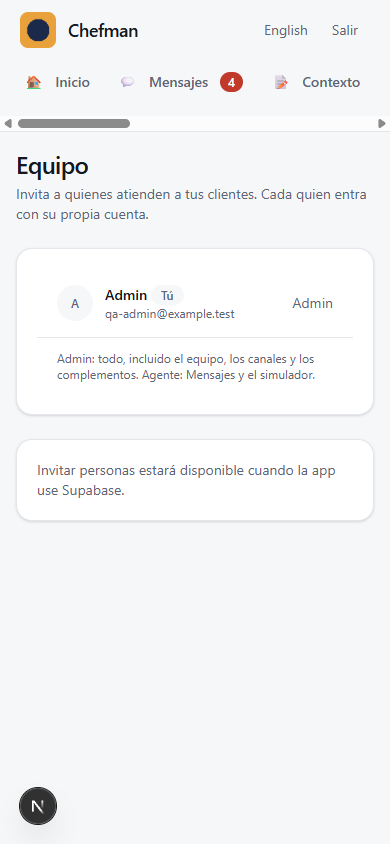 Chefman
English
Salir
Inicio
Mensajes
4
Contexto
Equipo
Invita a quienes atienden a tus clientes. Cada quien entra
con su propia cuenta.
A
Admin
Tú
qa-admin@example.test
Admin
Admin: todo, incluido el equipo, los canales y los
complementos. Agente: Mensajes y el simulador.
Invitar personas estará disponible cuando la app
use Supabase.
N